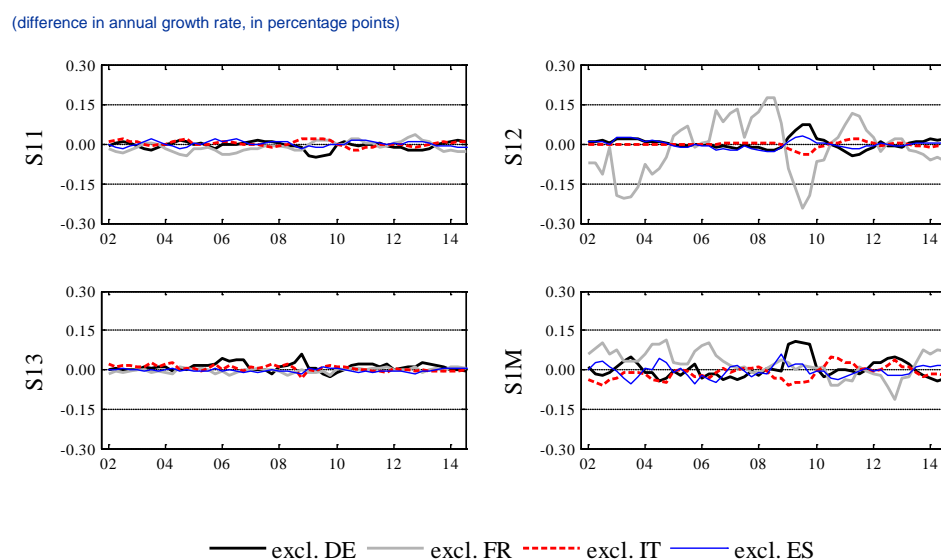 (difference in annual growth rate, in percentage points)
S11
0.30
0.15
0.00
-0.15
-0.30
02 04 06 08 10 12 14
S12
0.30
0.15
0.00
-0.15
-0.30
02 04 06 08 10 12 14
S13
0.30
0.15
0.00
-0.15
-0.30
02 04 06 08 10 12 14
S1M
0.30
0.15
0.00
-0.15
-0.30
02 04 06 08 10 12 14
excl. DE excl. FR excl. IT excl. ES